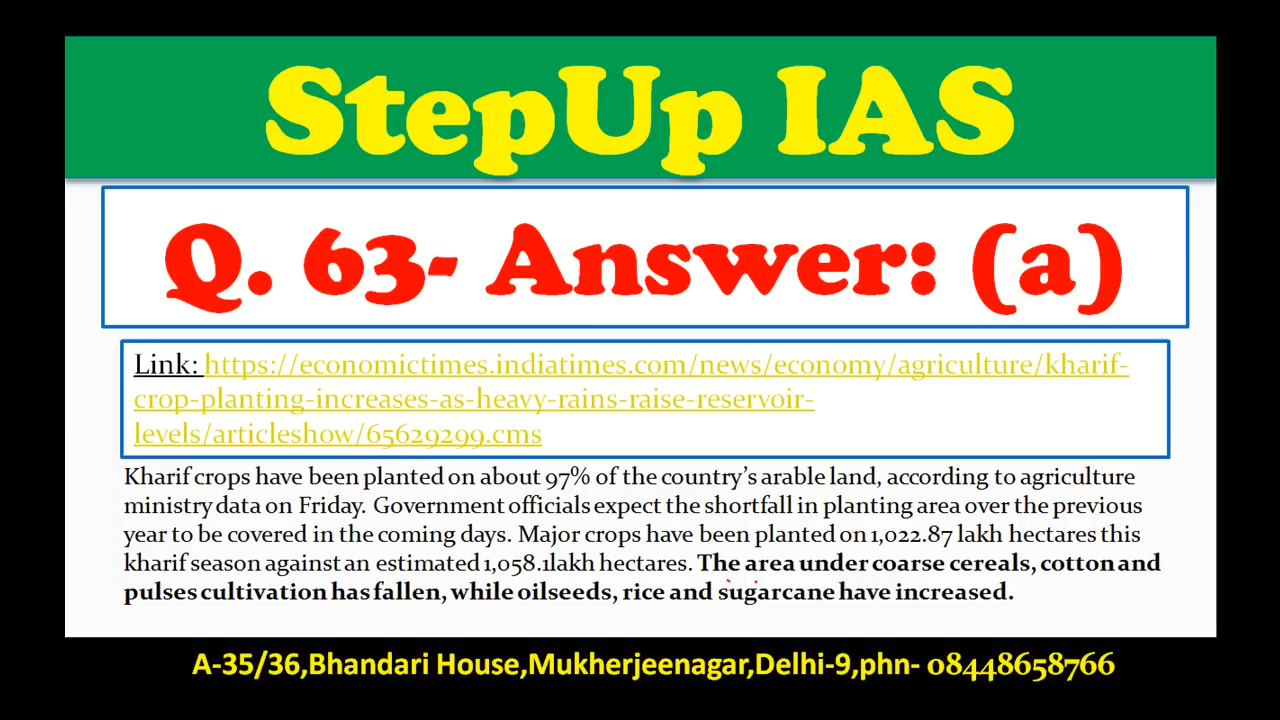 StepUp IAS
Q. 63- Answer: (a)
Link: https://economictimes.indiatimes.com/news/economy/agriculture/kharif-
crop-planting-increases-as-heavy-rains-raise-reservoir-
levels/articleshow/65629299.cms
Kharif crops have been planted on about 97% of the country's arable land, according to agriculture
ministry data on Friday. Government officials expect the shortfall in planting area over the previous
year to be covered in the coming days. Major crops have been planted on 1,022.87 lakh hectares this
kharif season against an estimated 1,058.1lakh hectares. The area under coarse cereals, cotton and
pulses cultivation has fallen, while oilseeds, rice and sugarcane have increased.
A-35/36,Bhandari House,Mukherjeenagar,Delhi-9,phn- 08448658766